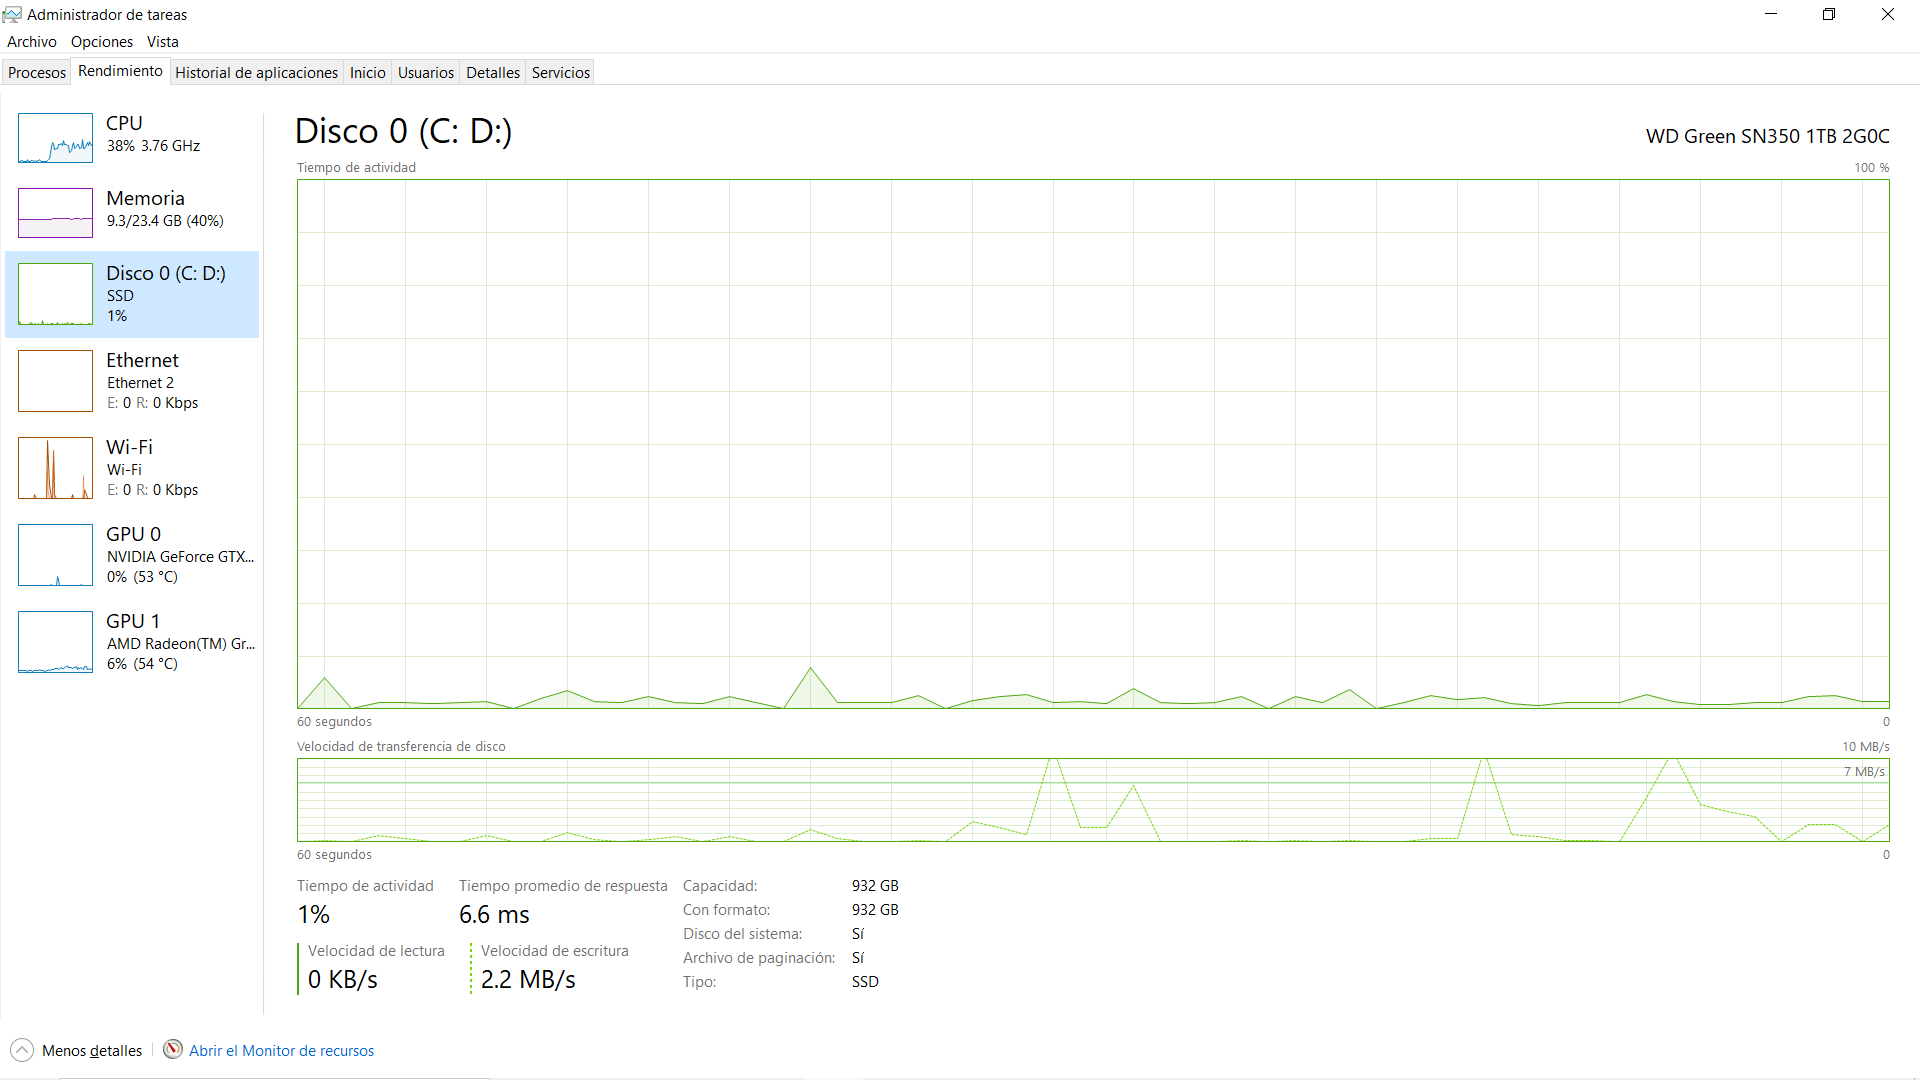 Administrador de tareas
Archivo Opciones Vista
Procesos Rendimiento Historial de aplicaciones Inicio Usuarios Detalles Servicios
CPU
38% 3.76 GHz
Memoria
9.3/23.4 GB (40%)
Disco 0 (C: D:)
SSD
1%
Ethernet
Ethernet 2
E: 0 R: 0 Kbps
Wi-Fi
Wi-Fi
E: 0 R: 0 Kbps
GPU 0
NVIDIA GeForce GTX...
0% (53 °C)
GPU 1
AMD Radeon(TM) Gr...
6% (54 °C)
Disco 0 (C: D:)
WD Green SN350 1TB 2G0C
Tiempo de actividad
100 %
60 segundos
0
Velocidad de transferencia de disco
10 MB/s
7 MB/s
60 segundos
0
Tiempo de actividad
1%
Tiempo promedio de respuesta
6.6 ms
Velocidad de lectura
0 KB/s
Velocidad de escritura
2.2 MB/s
Capacidad: 932 GB
Con formato: 932 GB
Disco del sistema: Sí
Archivo de paginación: Sí
Tipo: SSD
Menos detalles
Abrir el Monitor de recursos